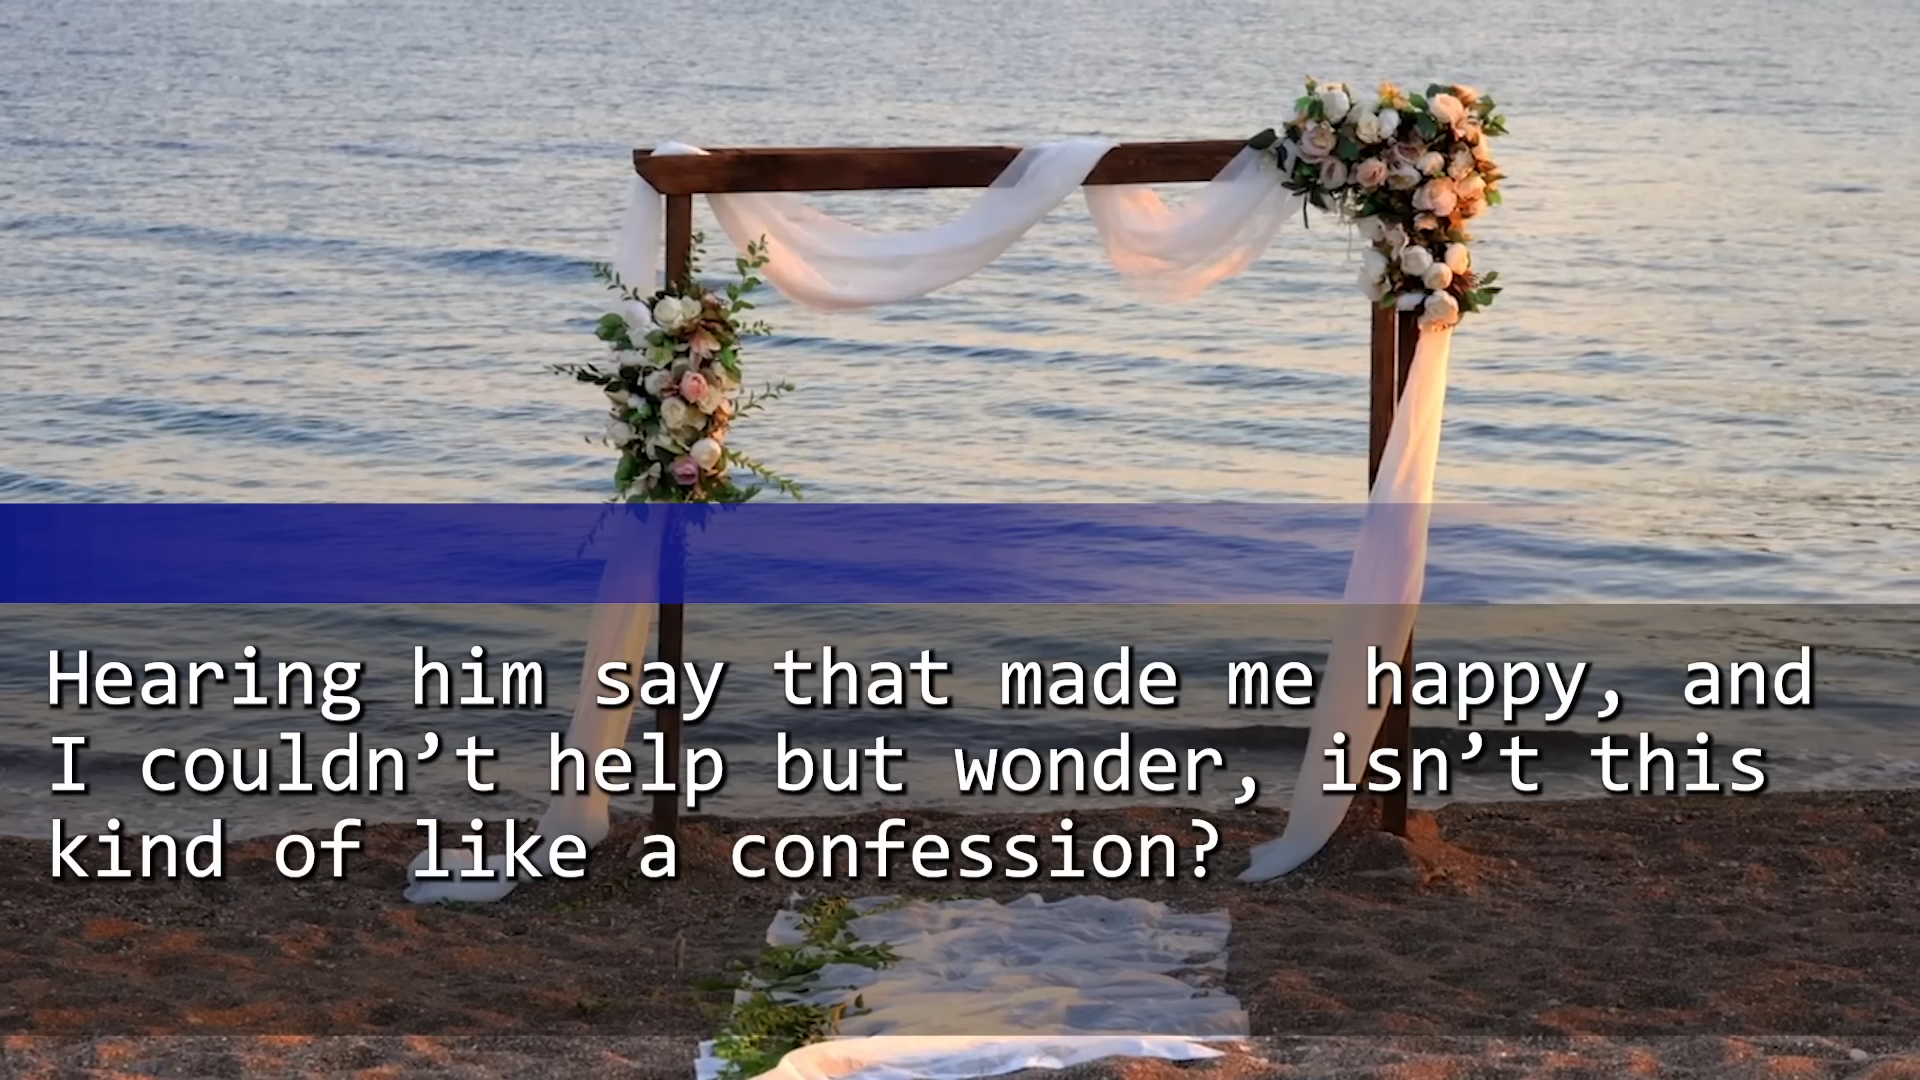 Hearing him say that made me happy, and
I couldn’t help but wonder, isn’t this
kind of like a confession?